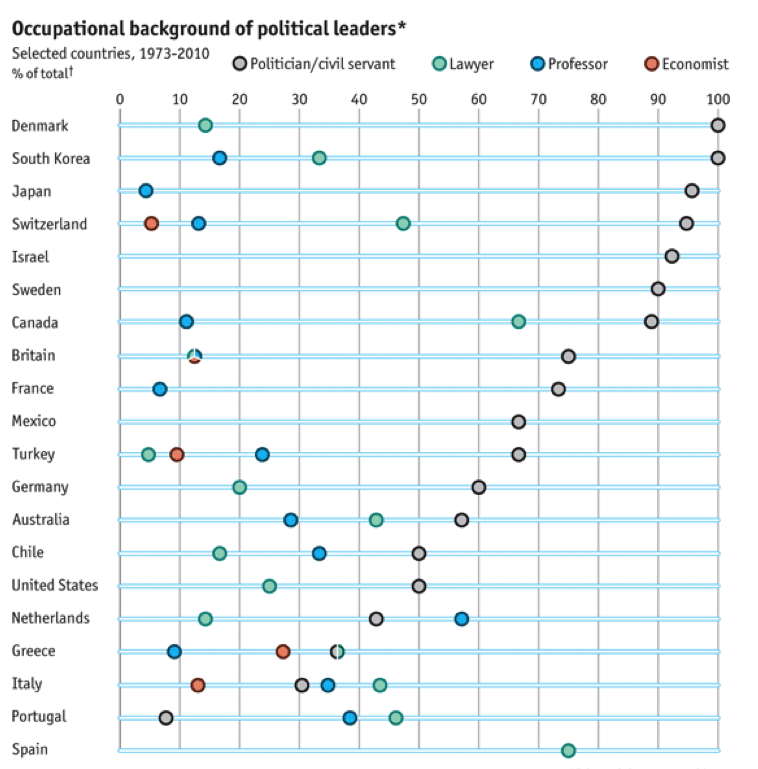 Occupational background of political leaders*
Selected countries, 1973-2010
% of total†
Politician/civil servant Lawyer Professor Economist
0 10 20 30 40 50 60 70 80 90 100
Denmark
South Korea
Japan
Switzerland
Israel
Sweden
Canada
Britain
France
Mexico
Turkey
Germany
Australia
Chile
United States
Netherlands
Greece
Italy
Portugal
Spain